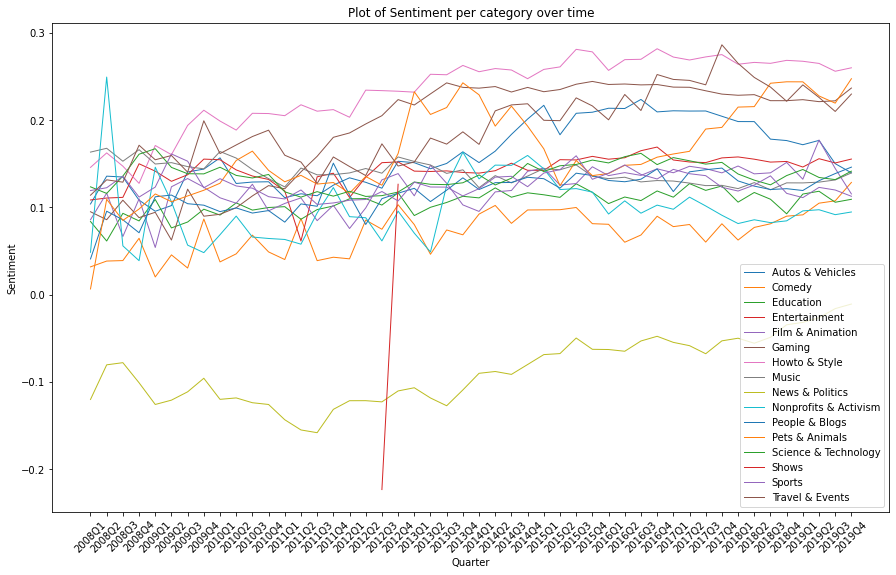 Plot of Sentiment per category over time
Sentiment
0.3
0.2
0.1
0.0
−0.1
−0.2
Autos & Vehicles
Comedy
Education
Entertainment
Film & Animation
Gaming
Howto & Style
Music
News & Politics
Nonprofits & Activism
People & Blogs
Pets & Animals
Science & Technology
Shows
Sports
Travel & Events
2008Q1 2008Q2 2008Q3 2008Q4 2009Q1 2009Q2 2009Q3 2009Q4 2010Q1 2010Q2 2010Q3 2010Q4 2011Q1 2011Q2 2011Q3 2011Q4 2012Q1 2012Q2 2012Q3 2012Q4 2013Q1 2013Q2 2013Q3 2013Q4 2014Q1 2014Q2 2014Q3 2014Q4 2015Q1 2015Q2 2015Q3 2015Q4 2016Q1 2016Q2 2016Q3 2016Q4 2017Q1 2017Q2 2017Q3 2017Q4 2018Q1 2018Q2 2018Q3 2018Q4 2019Q1 2019Q2 2019Q3 2019Q4
Quarter